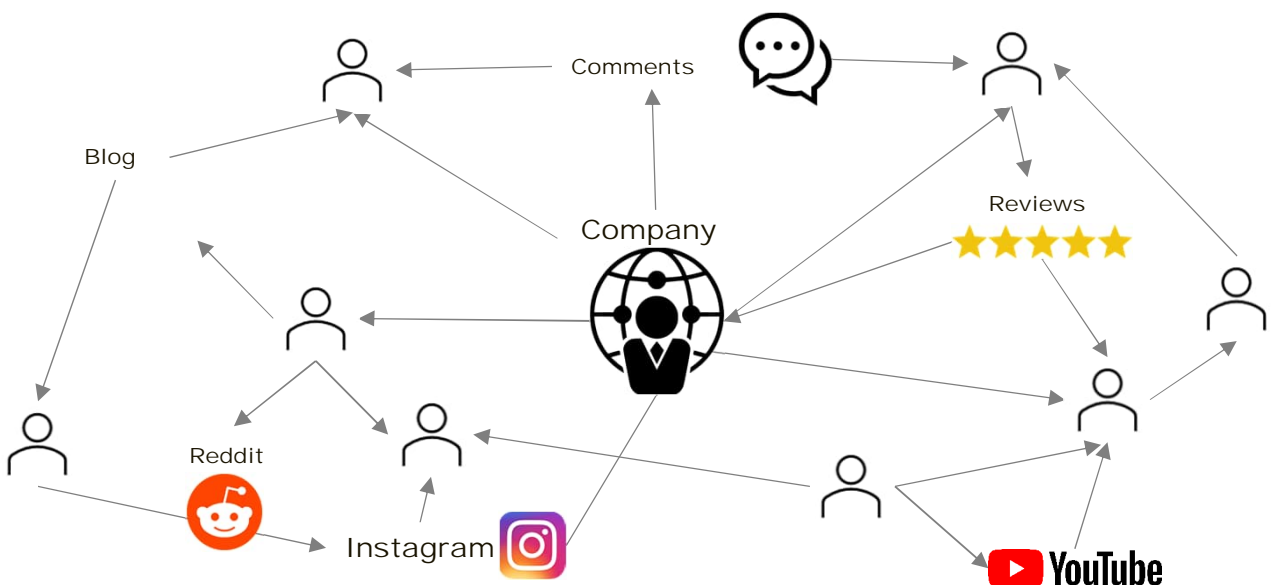 Comments
Blog
Reviews
Company
Reddit
Instagram
YouTube